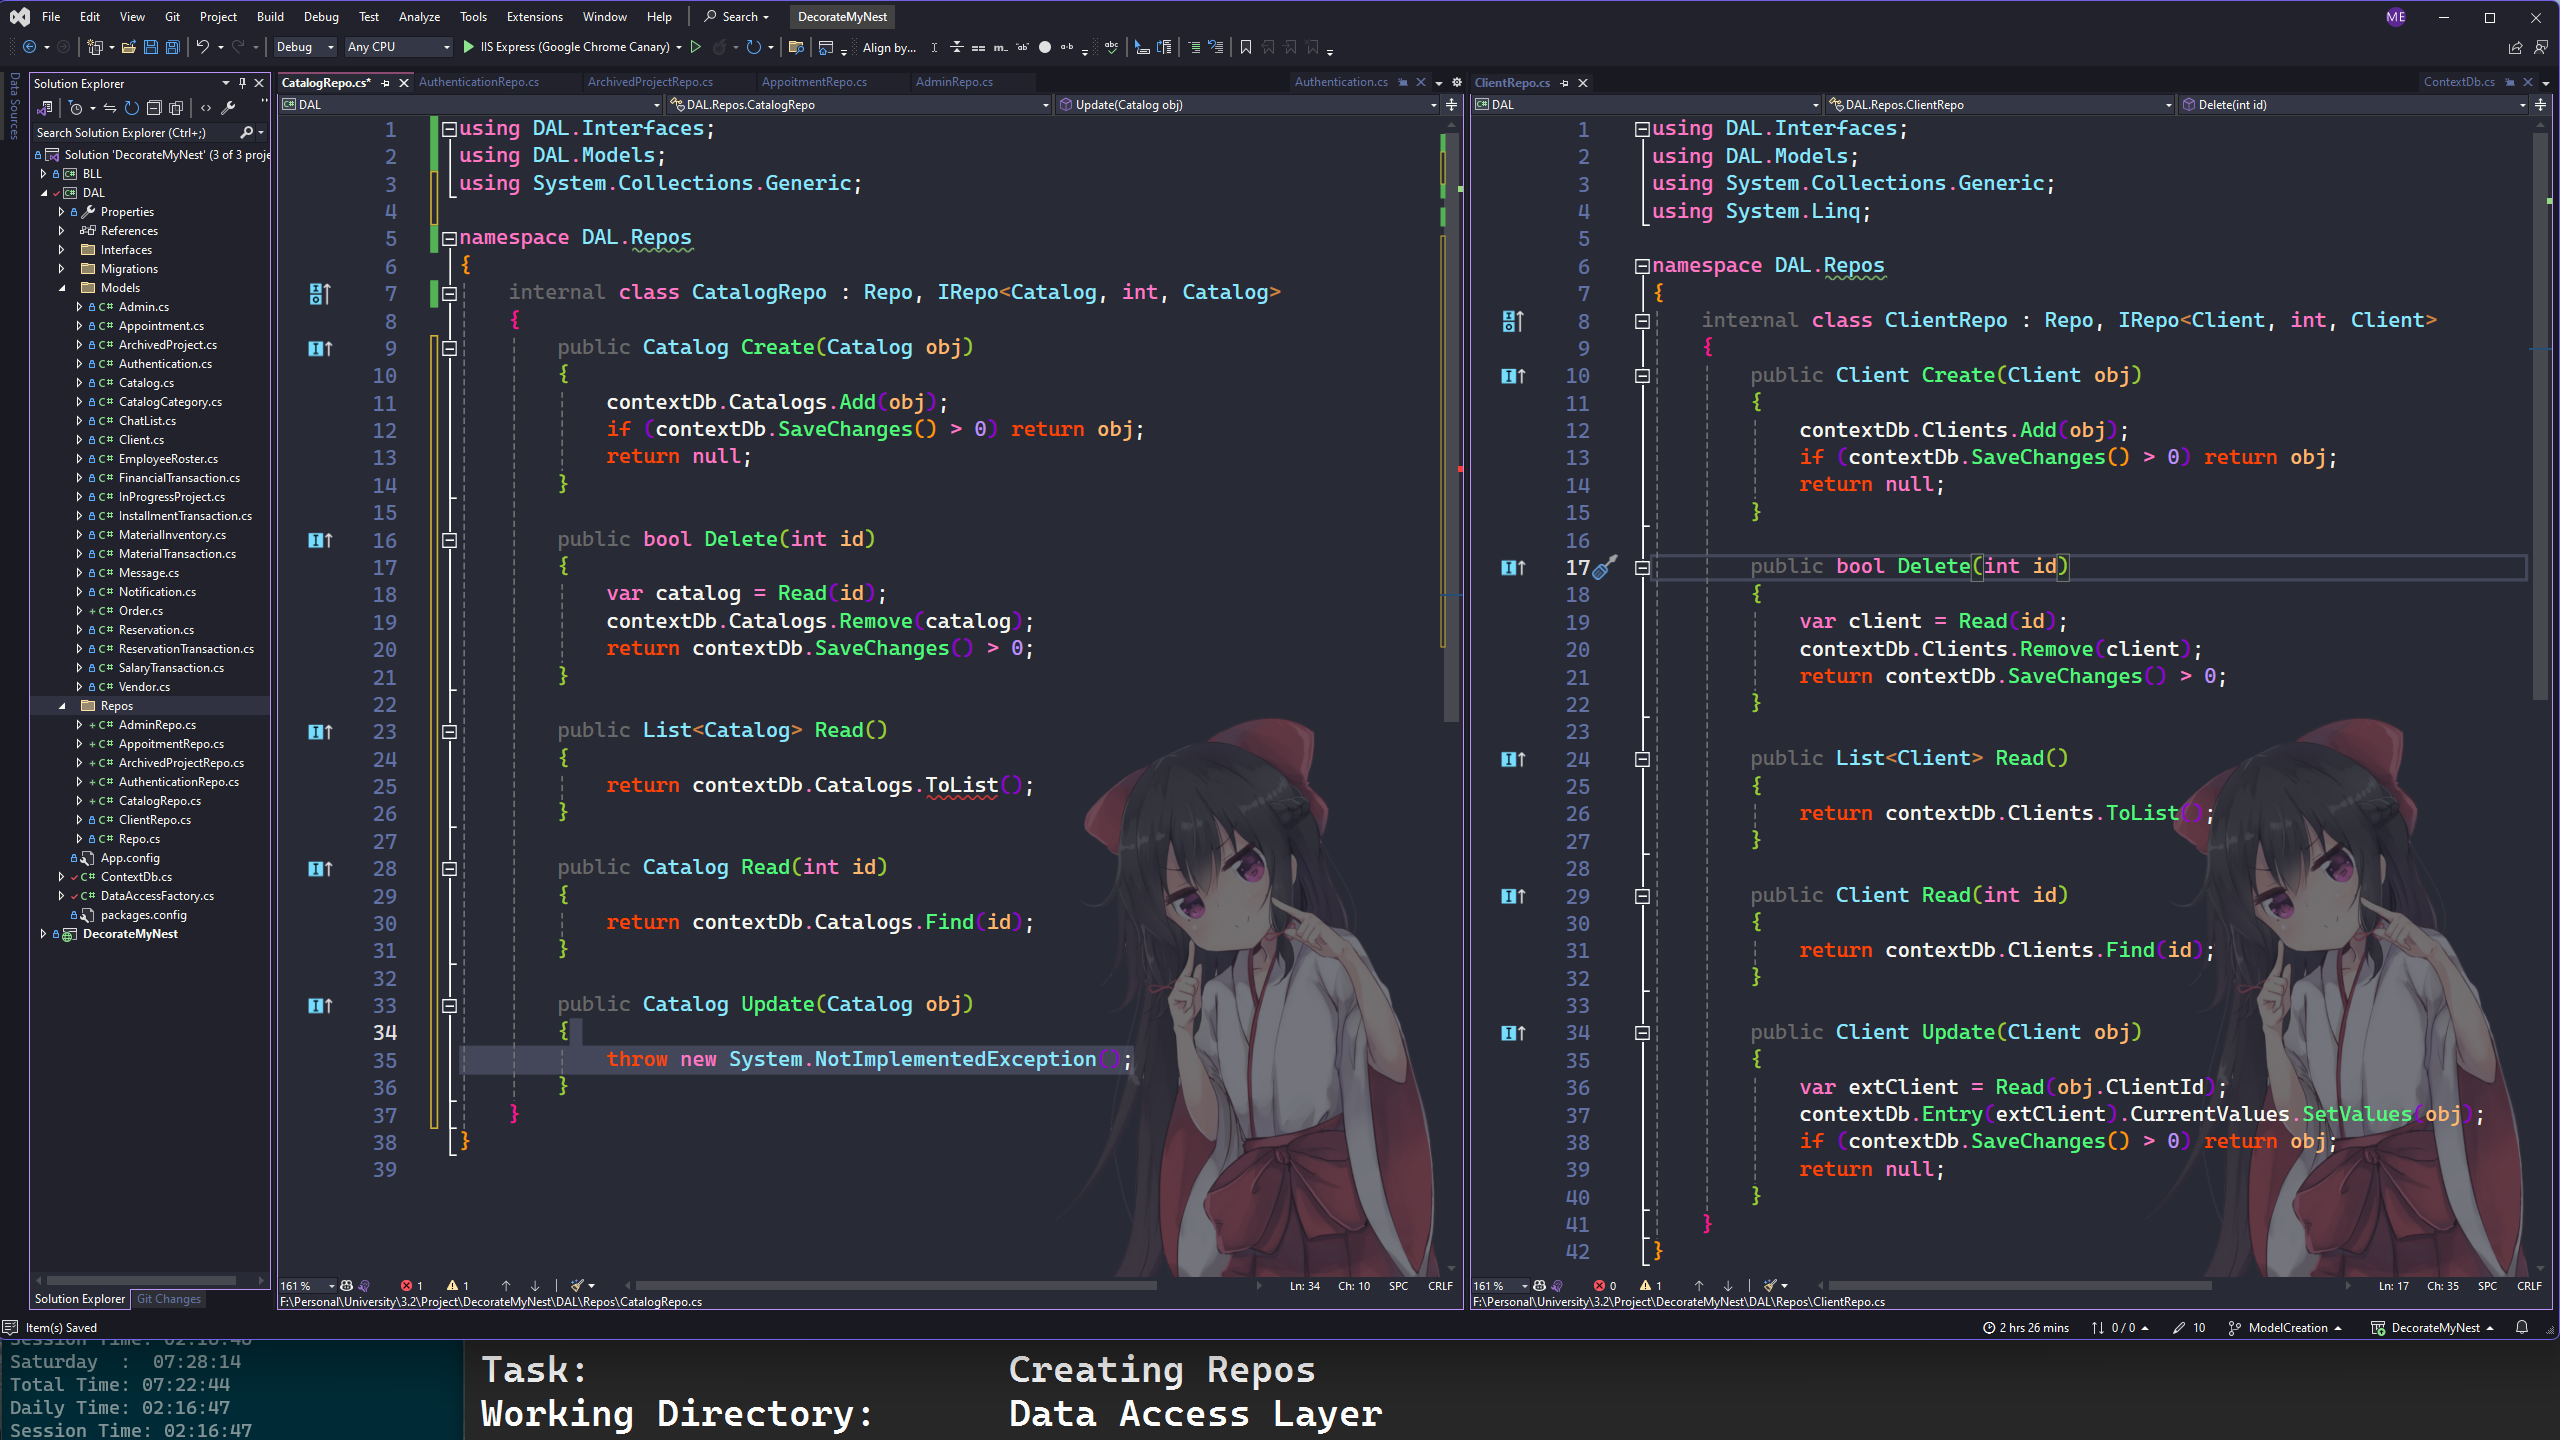 File Edit View Git Project Build Debug Test Analyze Tools Extensions Window Help Search DecorateMyNest ME
Debug Any CPU IIS Express (Google Chrome Canary) Align by...
Data Sources
Solution Explorer
Search Solution Explorer (Ctrl+;)
Solution 'DecorateMyNest' (3 of 3 proje
BLL
DAL
Properties
References
Interfaces
Migrations
Models
C# Admin.cs
C# Appointment.cs
C# ArchivedProject.cs
C# Authentication.cs
C# Catalog.cs
C# CatalogCategory.cs
C# ChatList.cs
C# Client.cs
C# EmployeeRoster.cs
C# FinancialTransaction.cs
C# InProgressProject.cs
C# InstallmentTransaction.cs
C# MaterialInventory.cs
C# MaterialTransaction.cs
C# Message.cs
C# Notification.cs
+ C# Order.cs
C# Reservation.cs
C# ReservationTransaction.cs
C# SalaryTransaction.cs
C# Vendor.cs
Repos
+ C# AdminRepo.cs
+ C# AppoitmentRepo.cs
+ C# ArchivedProjectRepo.cs
+ C# AuthenticationRepo.cs
+ C# CatalogRepo.cs
C# ClientRepo.cs
C# Repo.cs
App.config
C# ContextDb.cs
C# DataAccessFactory.cs
packages.config
DecorateMyNest
Solution Explorer Git Changes
CatalogRepo.cs* AuthenticationRepo.cs ArchivedProjectRepo.cs AppoitmentRepo.cs AdminRepo.cs Authentication.cs
DAL DAL.Repos.CatalogRepo Update(Catalog obj)
1 using DAL.Interfaces;
2 using DAL.Models;
3 using System.Collections.Generic;
4
5 namespace DAL.Repos
6 {
7 internal class CatalogRepo : Repo, IRepo<Catalog, int, Catalog>
8 {
9 public Catalog Create(Catalog obj)
10 {
11 contextDb.Catalogs.Add(obj);
12 if (contextDb.SaveChanges() > 0) return obj;
13 return null;
14 }
15
16 public bool Delete(int id)
17 {
18 var catalog = Read(id);
19 contextDb.Catalogs.Remove(catalog);
20 return contextDb.SaveChanges() > 0;
21 }
22
23 public List<Catalog> Read()
24 {
25 return contextDb.Catalogs.ToList();
26 }
27
28 public Catalog Read(int id)
29 {
30 return contextDb.Catalogs.Find(id);
31 }
32
33 public Catalog Update(Catalog obj)
34 {
35 throw new System.NotImplementedException();
36 }
37 }
38 }
39
161 % 1 1 Ln: 34 Ch: 10 SPC CRLF
F:\Personal\University\3.2\Project\DecorateMyNest\DAL\Repos\CatalogRepo.cs
ClientRepo.cs ContextDb.cs
DAL DAL.Repos.ClientRepo Delete(int id)
1 using DAL.Interfaces;
2 using DAL.Models;
3 using System.Collections.Generic;
4 using System.Linq;
5
6 namespace DAL.Repos
7 {
8 internal class ClientRepo : Repo, IRepo<Client, int, Client>
9 {
10 public Client Create(Client obj)
11 {
12 contextDb.Clients.Add(obj);
13 if (contextDb.SaveChanges() > 0) return obj;
14 return null;
15 }
16
17 public bool Delete(int id)
18 {
19 var client = Read(id);
20 contextDb.Clients.Remove(client);
21 return contextDb.SaveChanges() > 0;
22 }
23
24 public List<Client> Read()
25 {
26 return contextDb.Clients.ToList();
27 }
28
29 public Client Read(int id)
30 {
31 return contextDb.Clients.Find(id);
32 }
33
34 public Client Update(Client obj)
35 {
36 var extClient = Read(obj.ClientId);
37 contextDb.Entry(extClient).CurrentValues.SetValues(obj);
38 if (contextDb.SaveChanges() > 0) return obj;
39 return null;
40 }
41 }
42 }
161 % 0 1 Ln: 17 Ch: 35 SPC CRLF
F:\Personal\University\3.2\Project\DecorateMyNest\DAL\Repos\ClientRepo.cs
Item(s) Saved 2 hrs 26 mins 0 / 0 10 ModelCreation DecorateMyNest
Saturday : 07:28:14
Total Time: 07:22:44
Daily Time: 02:16:47
Session Time: 02:16:47
Task: Creating Repos
Working Directory: Data Access Layer